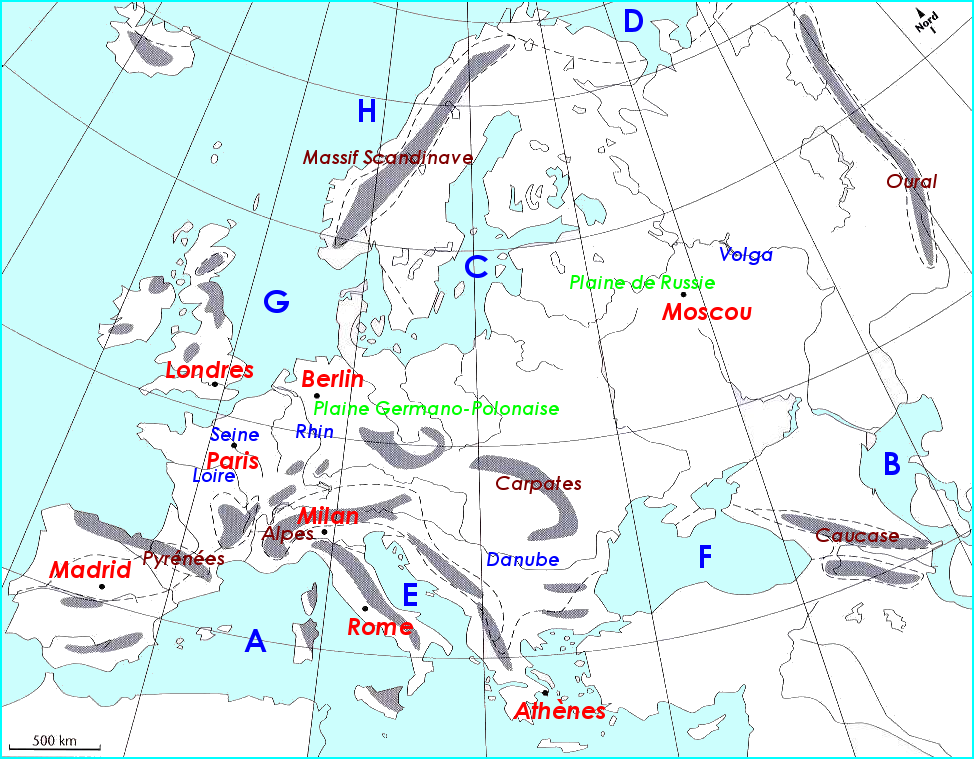 D
Nord
H
Massif Scandinave
Oural
Volga
C
Plaine de Russie
G
Moscou
Londres
Berlin
Plaine Germano-Polonaise
Seine
Rhin
Paris
Loire
B
Carpates
Milan
Alpes
Caucase
Pyrénées
Danube
F
Madrid
E
Rome
A
Athènes
500 km